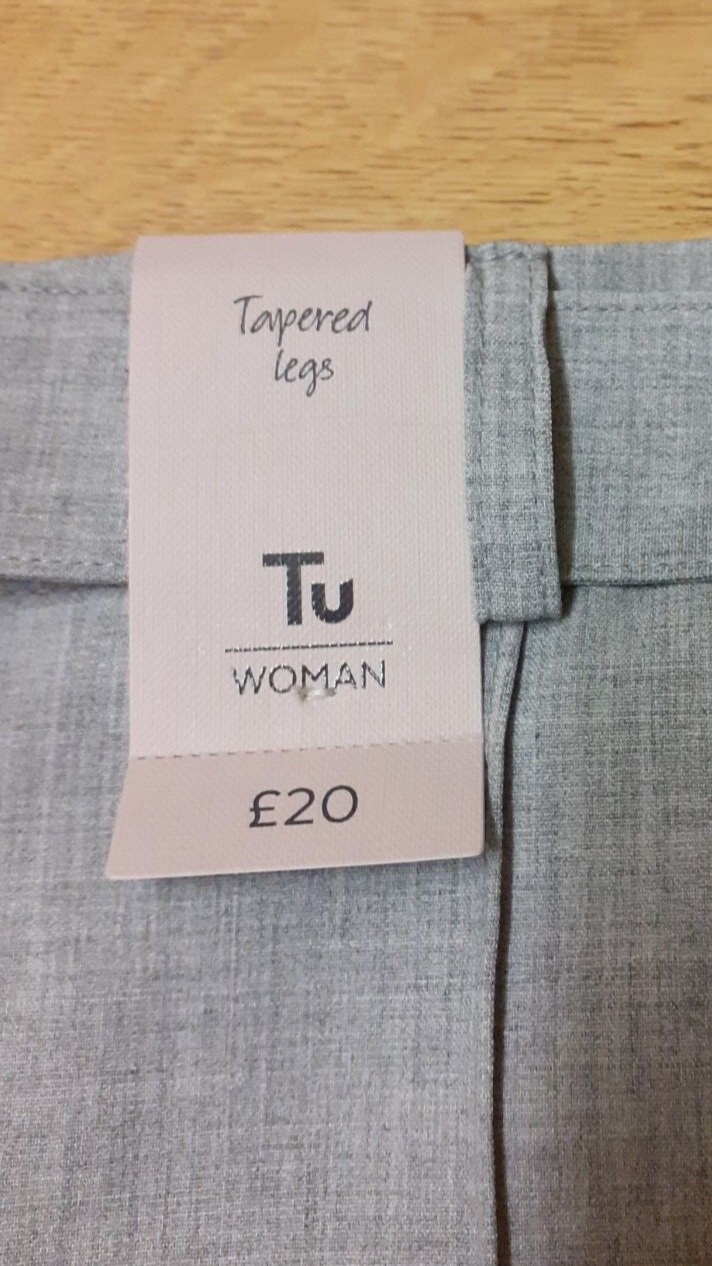 Tapered
legs
Tu
WOMAN
£20